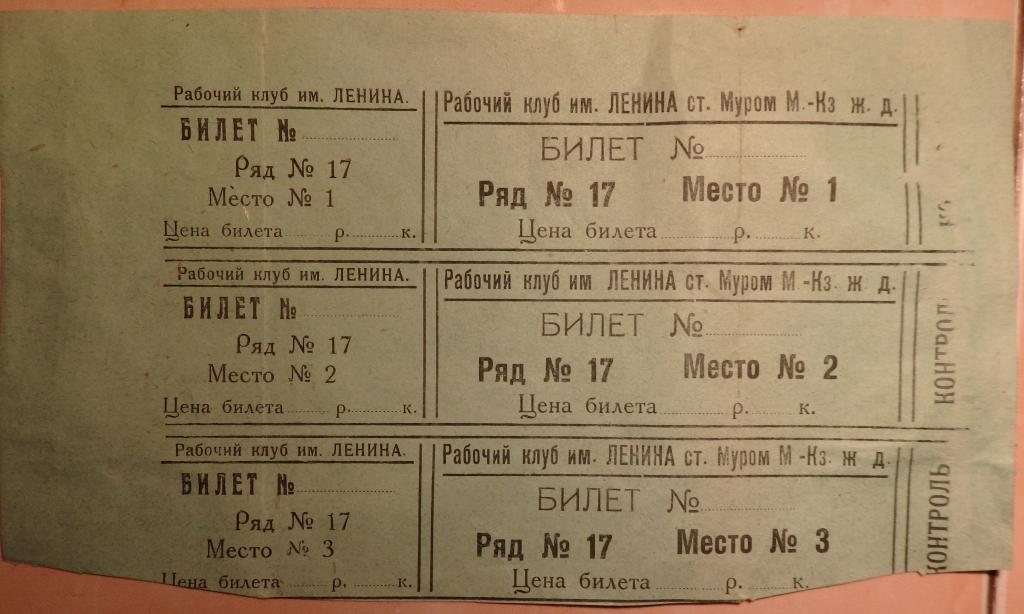 Рабочий клуб им. ЛЕНИНА.
БИЛЕТ №
Ряд № 17
Место № 1
Цена билета р. к.
Рабочий клуб им. ЛЕНИНА ст. Муром М.-Кз ж. д.
БИЛЕТ №
Ряд № 17 Место № 1
Цена билета р. к.
Рабочий клуб им. ЛЕНИНА.
БИЛЕТ №
Ряд № 17
Место № 2
Цена билета р. к.
Рабочий клуб им ЛЕНИНА ст. Муром М -Кз. ж д.
БИЛЕТ №
Ряд № 17 Место № 2
Цена билета р. к.
КОНТРОЛ
Рабочий клуб им. ЛЕНИНА.
БИЛЕТ №
Ряд № 17
Место № 3
Цена билета р. к.
Рабочий клуб им. ЛЕНИНА ст. Муром М -Кз. ж д.
БИЛЕТ №
Ряд № 17 Место № 3
Цена билета р. к.
КОНТРОЛЬ